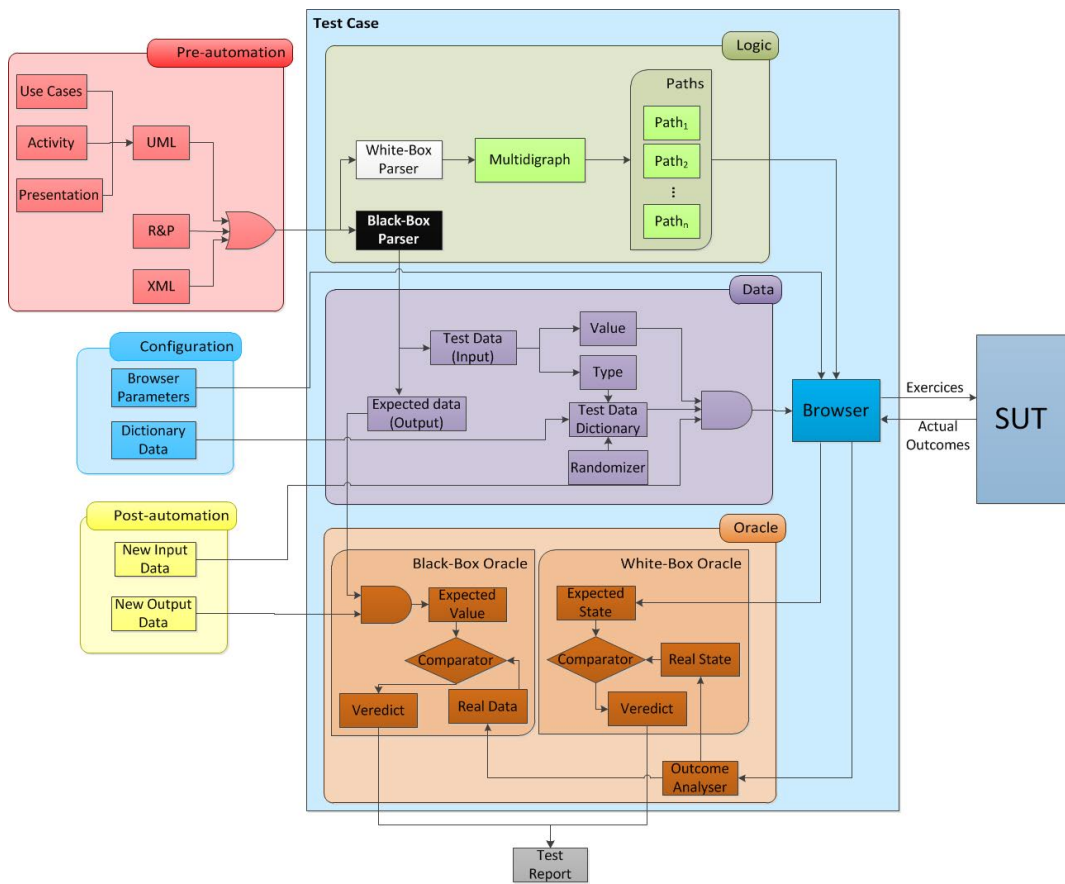 Test Case
Pre-automation
Use Cases
Activity
Presentation
UML
R&P
XML
Logic
White-Box
Parser
Black-Box
Parser
Multidigraph
Paths
Path1
Path2
...
Pathn
Configuration
Browser
Parameters
Dictionary
Data
Data
Test Data
(Input)
Value
Type
Expected data
(Output)
Test Data
Dictionary
Randomizer
Browser
Exercices
Actual
Outcomes
SUT
Post-automation
New Input
Data
New Output
Data
Oracle
Black-Box Oracle
Expected
Value
Comparator
Veredict
Real Data
White-Box Oracle
Expected
State
Comparator
Real State
Veredict
Outcome
Analyser
Test
Report